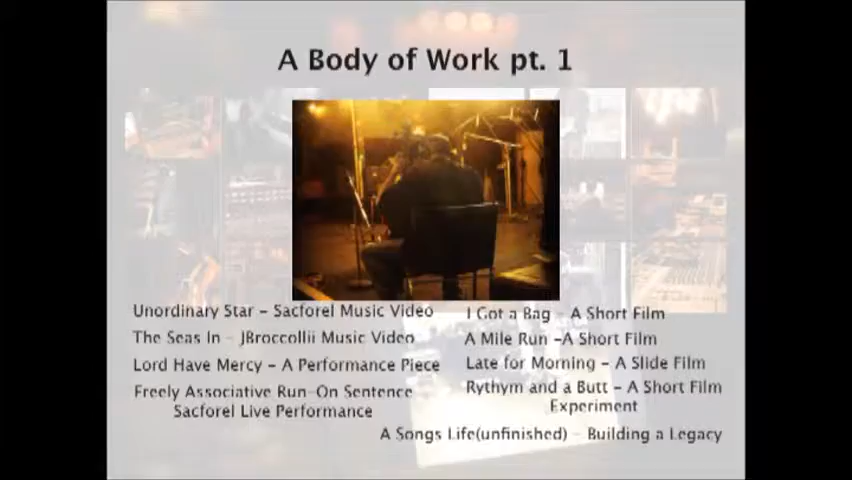 A Body of Work pt. 1
Unordinary Star - Sacforel Music Video
The Seas In - JBroccollii Music Video
Lord Have Mercy - A Performance Piece
Freely Associative Run-On Sentence
Sacforel Live Performance
I Got a Bag - A Short Film
A Mile Run -A Short Film
Late for Morning - A Slide Film
Rythym and a Butt - A Short Film
Experiment
A Songs Life(unfinished) - Building a Legacy